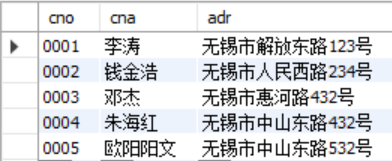 cno cna adr
0001 李涛 无锡市解放东路123号
0002 钱金浩 无锡市人民西路234号
0003 邓杰 无锡市惠河路432号
0004 朱海红 无锡市中山东路432号
0005 欧阳阳文 无锡市中山东路532号